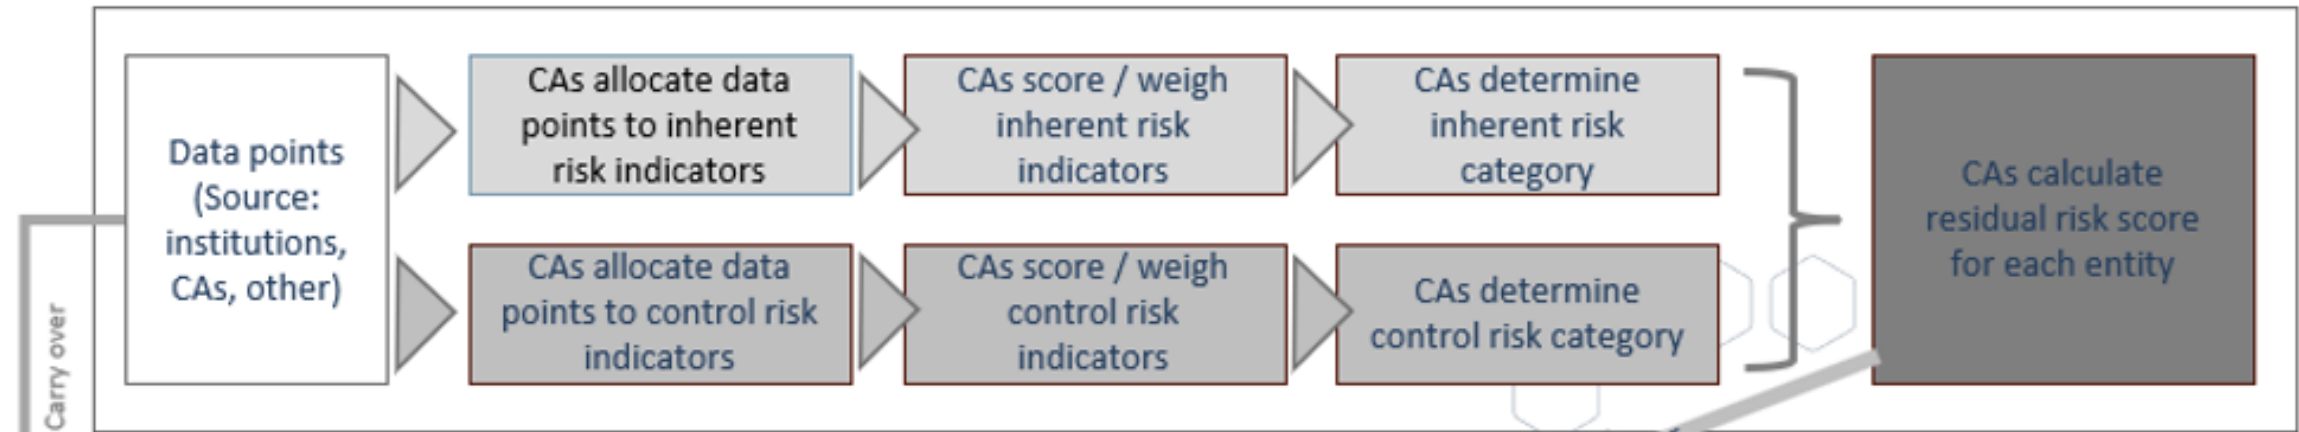 Data points
(Source:
institutions,
CAs, other)
CAs allocate data
points to inherent
risk indicators
CAs score / weigh
inherent risk
indicators
CAs determine
inherent risk
category
CAs allocate data
points to control risk
indicators
CAs score / weigh
control risk
indicators
CAs determine
control risk category
CAs calculate
residual risk score
for each entity
Carry over